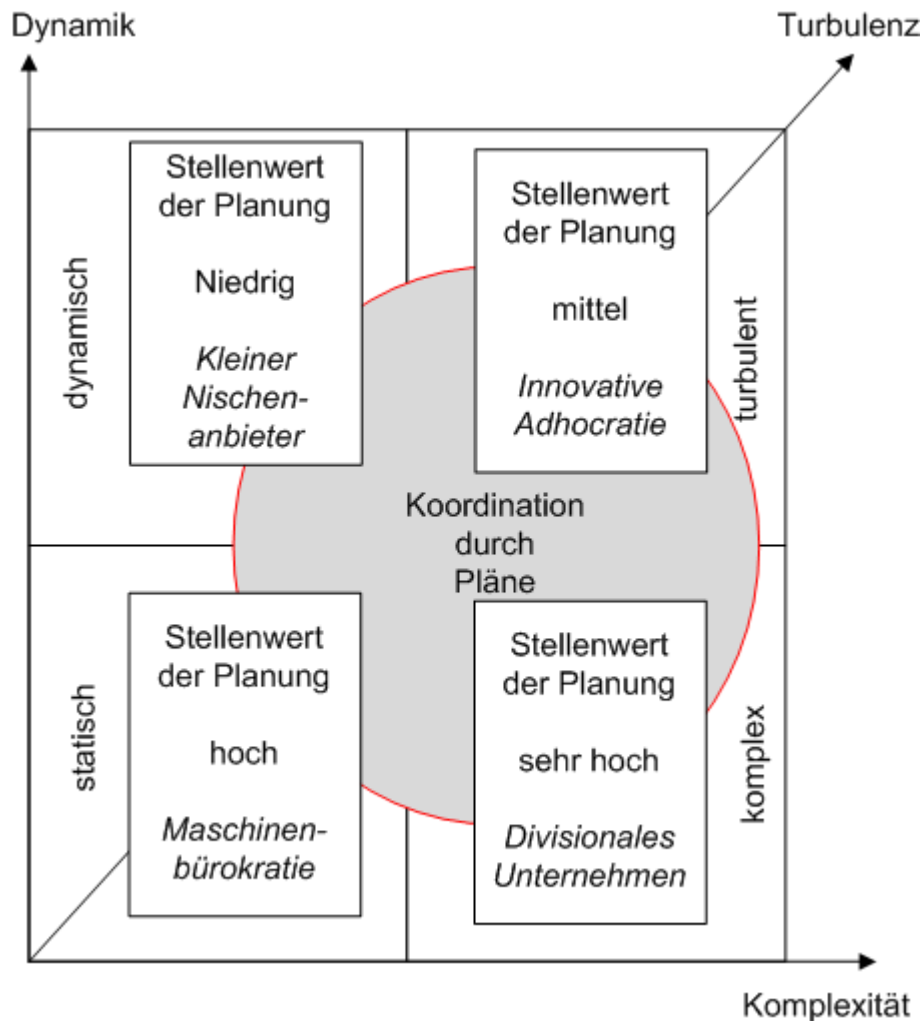 Dynamik
Turbulenz
Stellenwert
der Planung
Niedrig
Kleiner
Nischen-
anbieter
dynamisch
Stellenwert
der Planung
mittel
Innovative
Adhocratie
turbulent
Koordination
durch
Pläne
Stellenwert
der Planung
hoch
Maschinen-
bürokratie
statisch
Stellenwert
der Planung
sehr hoch
Divisionales
Unternehmen
komplex
Komplexität